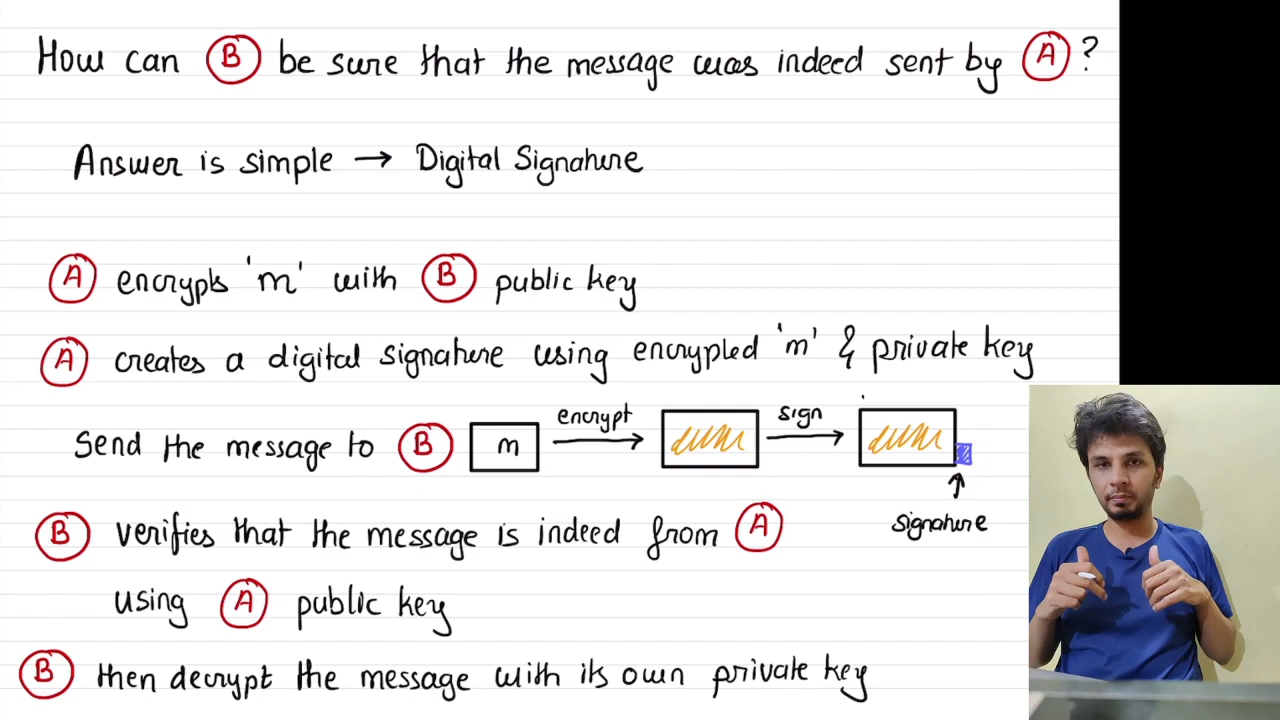 How can B be sure that the message was indeed sent by A ?
Answer is simple → Digital Signature
A encrypts 'm' with B public key
A creates a digital signature using encrypted 'm' & private key
Send the message to B
m
encrypt
sign
signature
B verifies that the message is indeed from A
using A public key
B then decrypt the message with its own private key